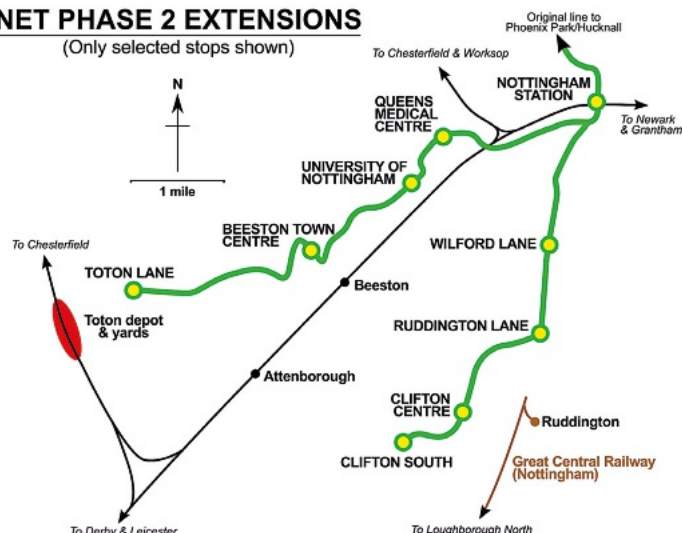 NET PHASE 2 EXTENSIONS
(Only selected stops shown)
Original line to
Phoenix Park/Hucknall
To Chesterfield & Worksop
N
NOTTINGHAM
STATION
QUEENS
MEDICAL
CENTRE
To Newark
& Grantham
UNIVERSITY OF
NOTTINGHAM
1 mile
BEESTON TOWN
CENTRE
WILFORD LANE
To Chesterfield
TOTON LANE
Beeston
Toton depot
& yards
RUDDINGTON LANE
Attenborough
CLIFTON
CENTRE
Ruddington
CLIFTON SOUTH
Great Central Railway
(Nottingham)
To Derby & Leicester
To Loughborough North